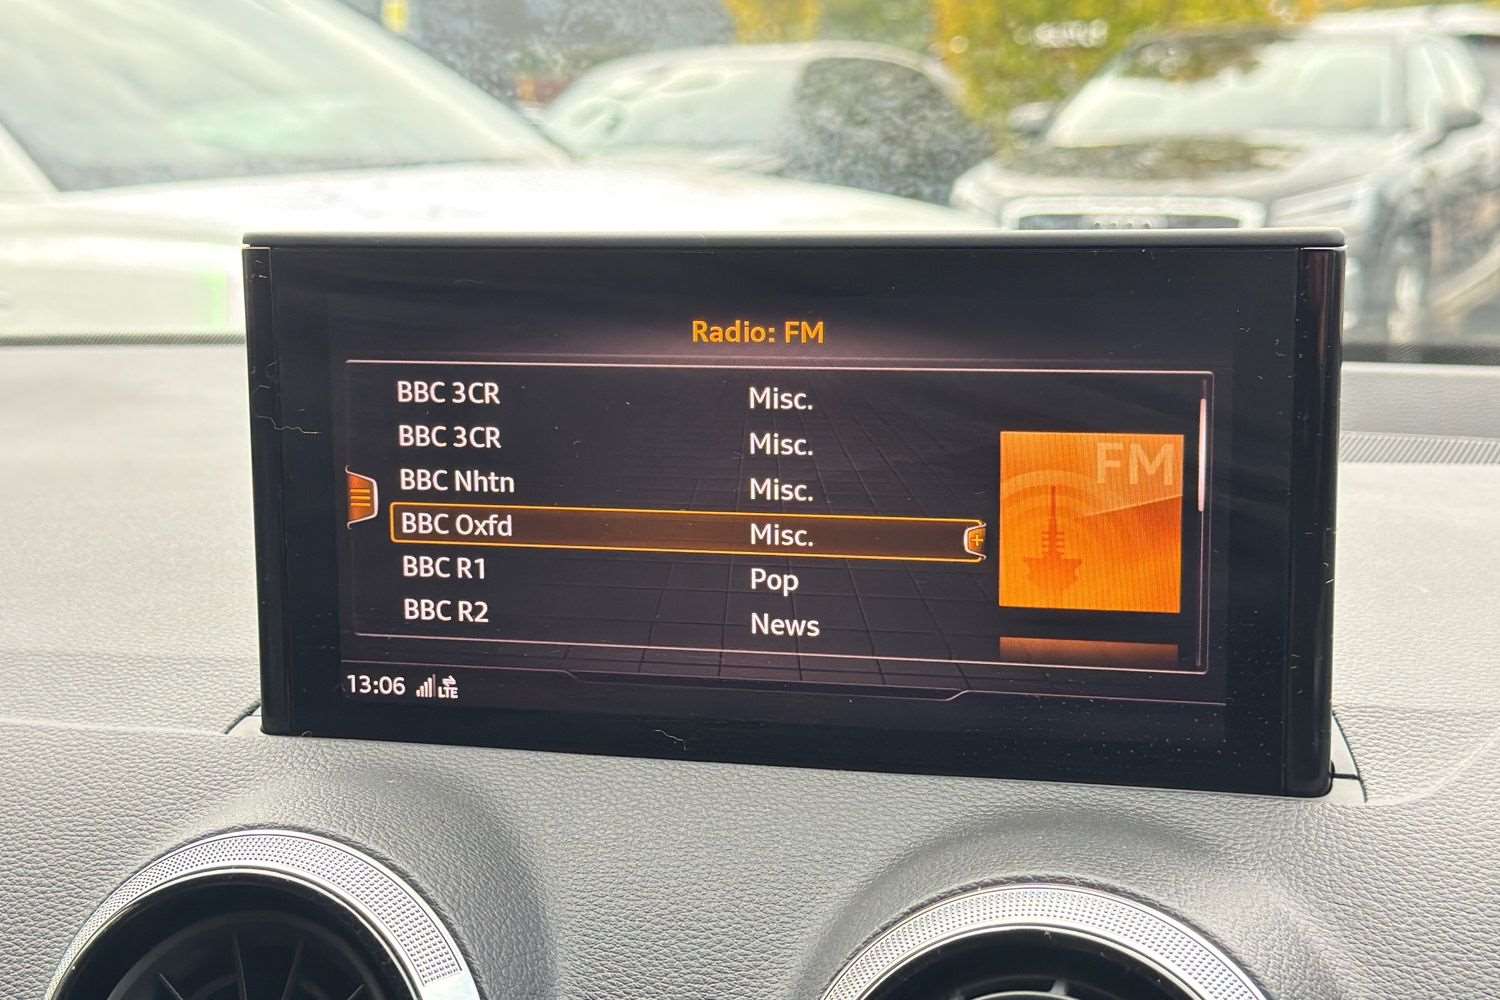 Radio: FM
BBC 3CR Misc.
BBC 3CR Misc.
BBC Nhtn Misc.
BBC Oxfd Misc.
BBC R1 Pop
BBC R2 News
FM
13:06 LTE